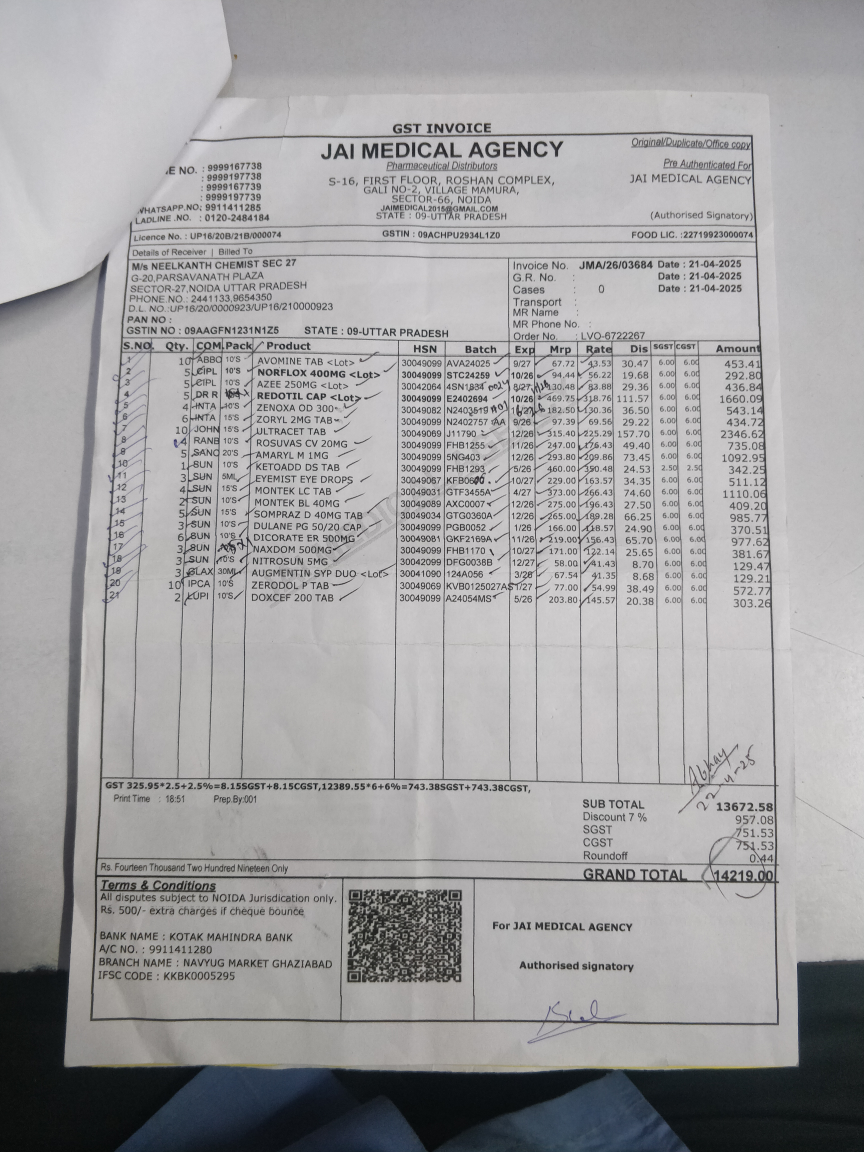 GST INVOICE
Original/Duplicate/Office copy
JAI MEDICAL AGENCY
Pharmaceutical Distributors
Pre Authenticated For
JAI MEDICAL AGENCY
S-16, FIRST FLOOR, ROSHAN COMPLEX,
GALI NO-2, VILLAGE MAMURA,
SECTOR-66, NOIDA
JAIMEDICAL2016@GMAIL.COM
STATE : 09-UTTAR PRADESH
(Authorised Signatory)
E NO. : 9999167738
: 9999197738
: 9999167739
: 9999197739
WHATSAPP.NO: 9911411285
LADLINE .NO. : 0120-2484184
Licence No. : UP16/20B/21B/000074 GSTIN : 09ACHPU2934L1Z0 FOOD LIC. :22719923000074
Details of Receiver | Billed To
M/s NEELKANTH CHEMIST SEC 27
G-20,PARSAVANATH PLAZA
SECTOR-27,NOIDA UTTAR PRADESH
PHONE.NO.: 2441133,9654350
D.L. NO.:UP16/20/0000923/UP16/210000923
PAN NO :
GSTIN NO : 09AAGFN1231N1Z5 STATE : 09-UTTAR PRADESH
Invoice No. JMA/26/03684 Date : 21-04-2025
G.R. No. : Date : 21-04-2025
Cases : 0 Date : 21-04-2025
Transport :
MR Name :
MR Phone No. :
Order No. : LVO-6722267
S.NO. Qty. COM. Pack Product HSN Batch Exp Mrp Rate Dis SGST CGST Amount
1 10 ABBO 10'S AVOMINE TAB <Lot> 30049099 AVA24025 9/27 67.72 43.53 30.47 6.00 6.00 453.41
2 5 CIPL 10'S NORFLOX 400MG <Lot> 30049099 STC24259 10/26 94.44 56.22 19.68 6.00 6.00 292.80
3 5 CIPL AZEE 250MG <Lot> 30042064 4SN1834 8/27 130.48 83.88 29.36 6.00 6.00 436.84
4 5 DR R REDOTIL CAP <Lot> 30049099 E2402694 10/26 469.75 318.76 111.57 6.00 6.00 1660.09
5 4 INTA 10'S ZENOXA OD 300 30049082 N2403619 182.50 130.36 36.50 6.00 6.00 543.14
6 6 INTA 15'S ZORYL 2MG TAB 30049099 N2402757 9/26 97.39 69.56 29.22 6.00 6.00 434.72
7 10 JOHN 15'S ULTRACET TAB 30049069 J11790 12/26 315.40 225.29 157.70 6.00 6.00 2346.62
8 4 RANB 10'S ROSUVAS CV 20MG 30049099 FHB1255 11/26 247.00 176.43 49.40 6.00 6.00 735.08
9 5 SANO 20'S AMARYL M 1MG 30049099 5NG403 12/26 293.80 209.86 73.45 6.00 6.00 1092.95
10 1 SUN 10'S KETOADD DS TAB 30049099 FHB1293 5/26 460.00 350.48 24.53 2.50 2.50 342.25
11 3 SUN 5ML EYEMIST EYE DROPS 30049067 10/27 229.00 163.57 34.35 6.00 6.00 511.12
12 4 SUN 15'S MONTEK LC TAB 30049031 GTF3455A 4/27 373.00 266.43 74.60 6.00 6.00 1110.06
13 2 SUN 10'S MONTEK BL 40MG 30049089 AXC0007 12/26 275.00 196.43 27.50 6.00 6.00 409.20
14 5 SUN 15'S SOMPRAZ D 40MG TAB 30049034 GTG0360A 12/26 265.00 189.28 66.25 6.00 6.00 985.77
15 3 SUN 10'S DULANE PG 50/20 CAP 30049099 PGB0052 1/26 166.00 118.57 24.90 6.00 6.00 370.51
16 6 SUN 10'S DICORATE ER 500MG 30049081 GKF2169A 11/26 219.00 156.43 65.70 6.00 6.00 977.62
17 3 SUN NAXDOM 500MG 30049099 FHB1170 10/27 171.00 122.14 25.65 6.00 6.00 381.67
18 3 SUN 10'S NITROSUN 5MG 30042099 DFG0038B 12/27 58.00 41.43 8.70 6.00 6.00 129.47
19 3 GLAX 30ML AUGMENTIN SYP DUO <Lot> 30041090 124A056 3/26 67.54 41.35 8.68 6.00 6.00 129.21
20 10 IPCA 10'S ZERODOL P TAB 30049069 KVB0125027AS 1/27 77.00 54.99 38.49 6.00 6.00 572.77
21 2 LUPI 10'S DOXCEF 200 TAB 30049099 A24054MS 5/26 203.80 145.57 20.38 6.00 6.00 303.26
Abhay
22-4-25
GST 325.95*2.5+2.5%=8.15SGST+8.15CGST,12389.55*6+6%=743.38SGST+743.38CGST,
Print Time : 18:51 Prep.By:001
SUB TOTAL 13672.58
Discount 7 % 957.08
SGST 751.53
CGST 751.53
Roundoff 0.44
Rs. Fourteen Thousand Two Hundred Nineteen Only
GRAND TOTAL 14219.00
Terms & Conditions
All disputes subject to NOIDA Jurisdication only.
Rs. 500/- extra charges if cheque bounce
BANK NAME : KOTAK MAHINDRA BANK
A/C NO. : 9911411280
BRANCH NAME : NAVYUG MARKET GHAZIABAD
IFSC CODE : KKBK0005295
For JAI MEDICAL AGENCY
Authorised signatory